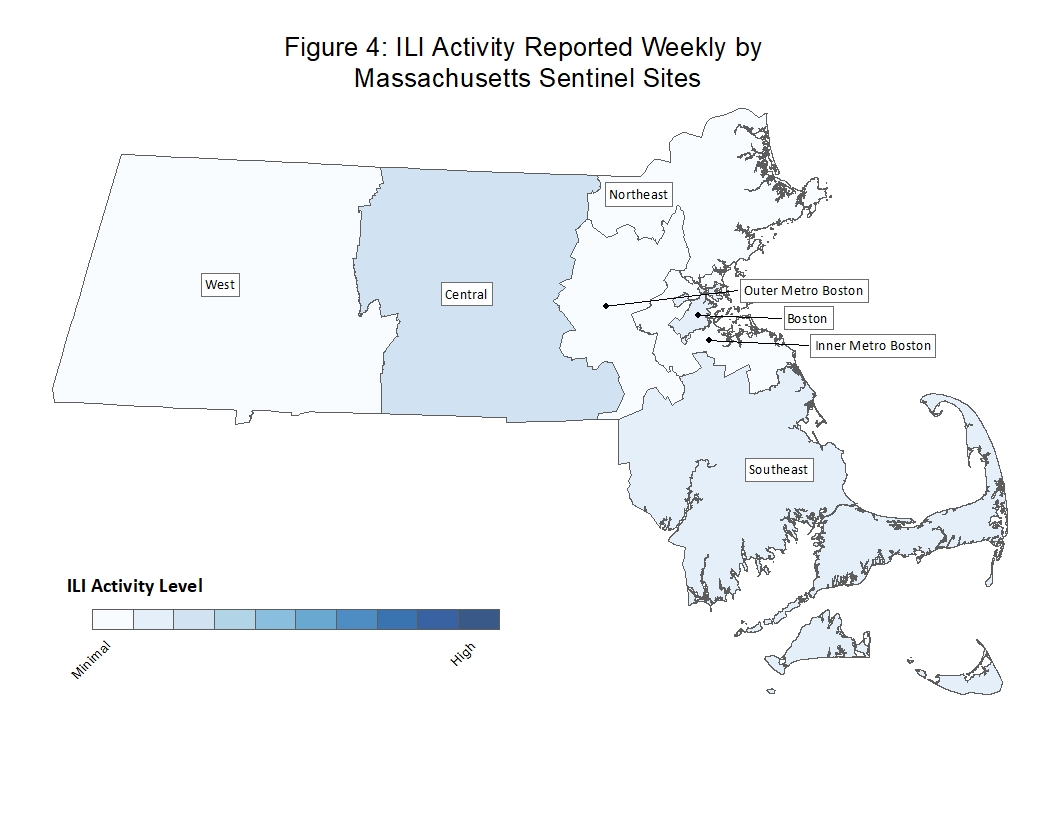 Figure 4: ILI Activity Reported Weekly by
Massachusetts Sentinel Sites
Northeast
West
Central
Outer Metro Boston
Boston
Inner Metro Boston
Southeast
ILI Activity Level
Minimal
High